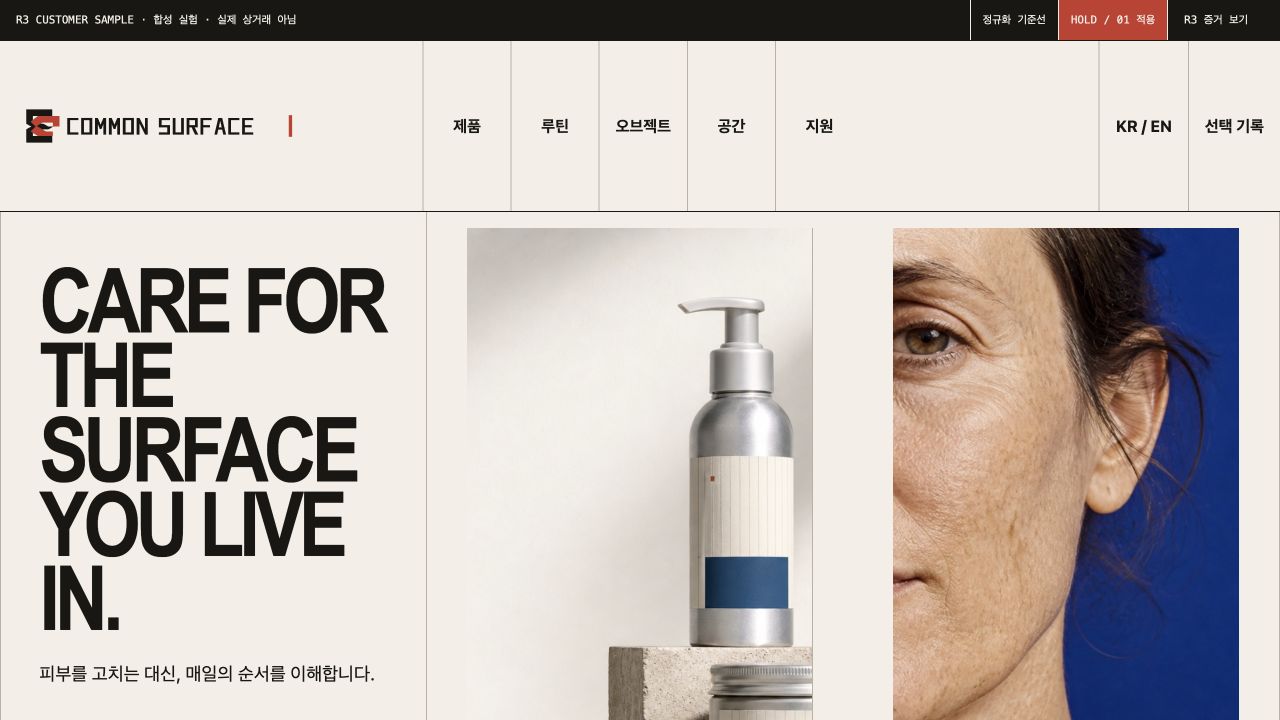 R3 CUSTOMER SAMPLE · 합성 실험 · 실제 상거래 아님
정규화 기준선
HOLD / 01 적용
R3 증거 보기
COMMON SURFACE
제품
루틴
오브젝트
공간
지원
KR / EN
선택 기록
CARE FOR
THE
SURFACE
YOU LIVE
IN.
피부를 고치는 대신, 매일의 순서를 이해합니다.